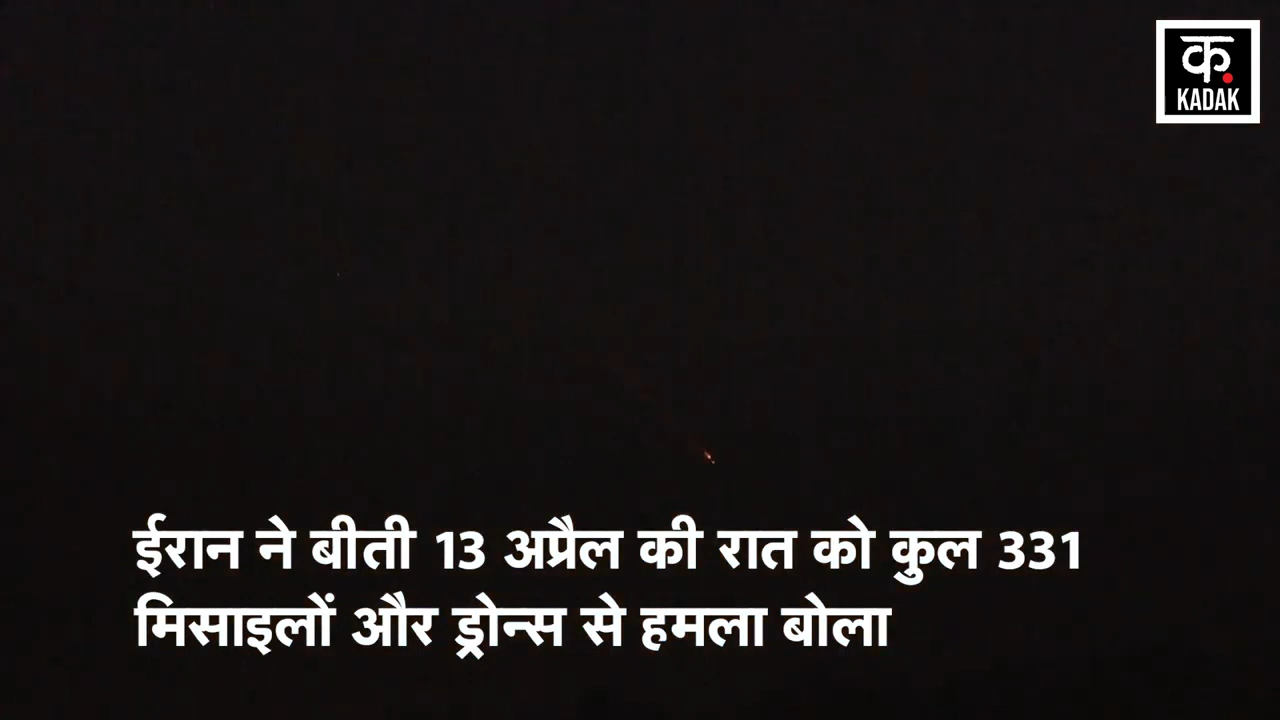 क.
KADAK
ईरान ने बीती 13 अप्रैल की रात को कुल 331
मिसाइलों और ड्रोन्स से हमला बोला